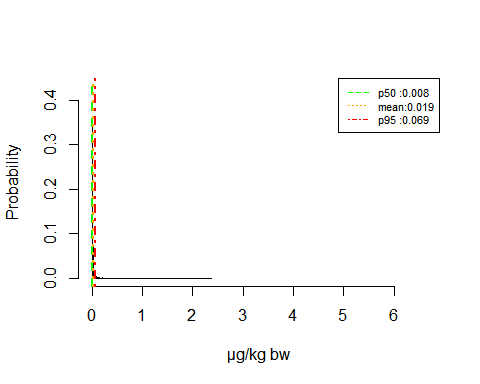 p50 :0.008
mean:0.019
p95 :0.069
Probability
0.4
0.3
0.2
0.1
0.0
0 1 2 3 4 5 6
µg/kg bw